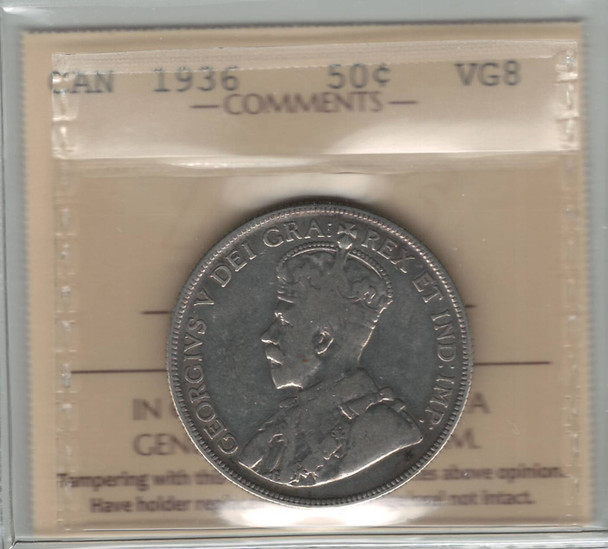 CAN 1936 50¢ VG8
— COMMENTS —
GEORGIVS V DEI GRA: REX ET IND: IMP:
IN A
GEN M.
Tampering with this above opinion.
Have holder not intact.